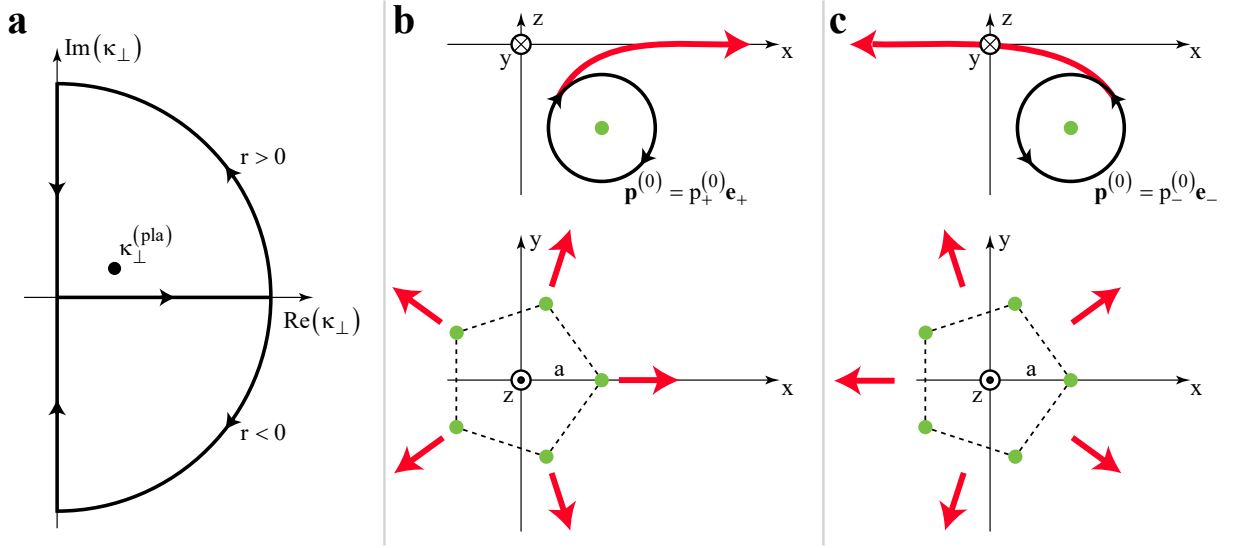 a
Im(κ⊥)
r > 0
κ⊥^(pla)
Re(κ⊥)
r < 0
b
z
x
y
p^(0) = p+^(0) e+
y
a
z
x
c
z
x
y
p^(0) = p−^(0) e−
y
a
z
x